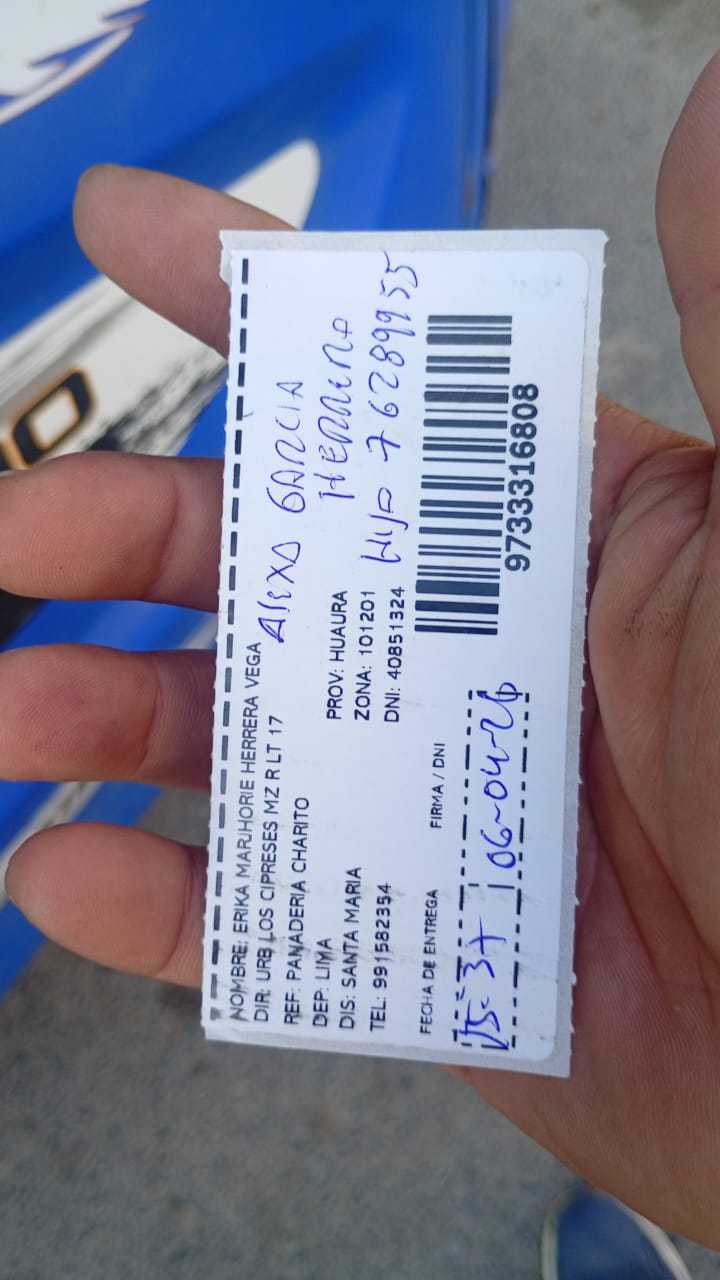 NOMBRE: ERIKA MARJHORIE HERRERA VEGA
DIR: URB LOS CIPRESES MZ R LT 17
REF: PANADERIA CHARITO
DEP: LIMA
PROV: HUAURA
DIS: SANTA MARIA
ZONA: 101201
TEL: 991582354
DNI: 40851324
GARCIA
HERRERA
HIJO 76289955
FECHA DE ENTREGA
FIRMA / DNI
15:37
06-04-26
9733316808